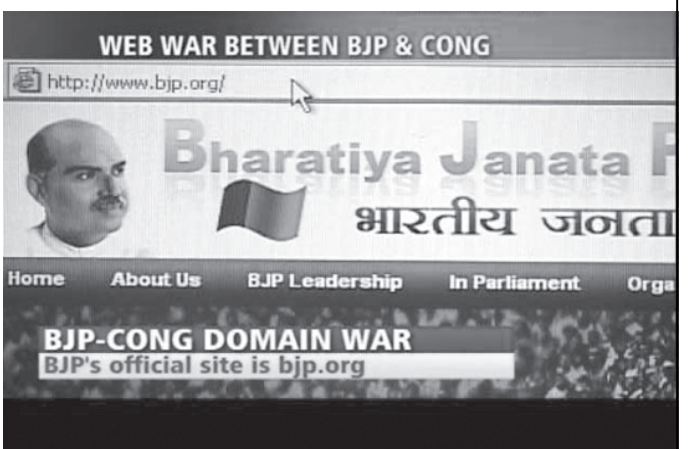 WEB WAR BETWEEN BJP & CONG
http://www.bjp.org/
Bharatiya Janata P
भारतीय जनता
Home About Us BJP Leadership In Parliament Orga
BJP-CONG DOMAIN WAR
BJP's official site is bjp.org